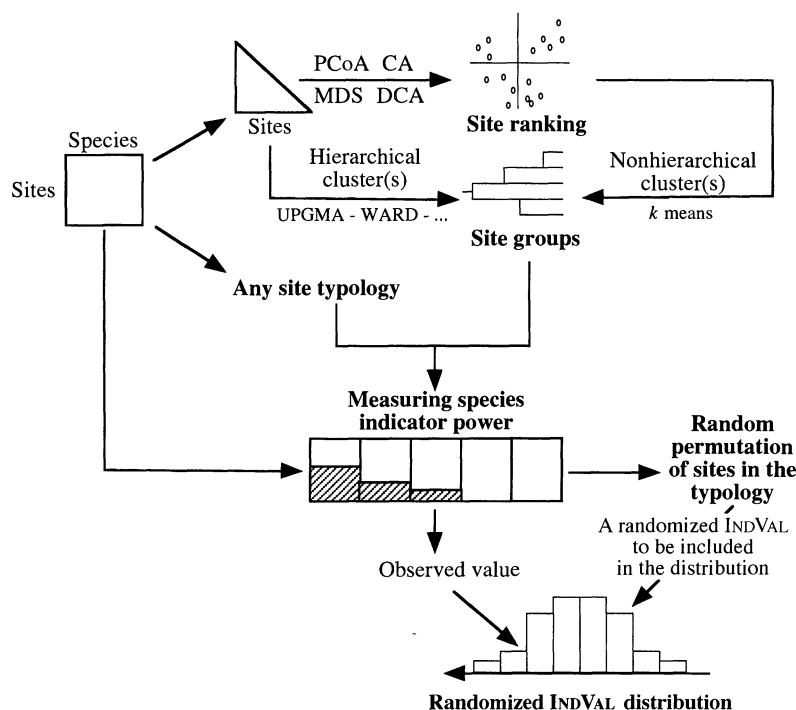 PCoA CA
MDS DCA
Sites
Site ranking
Species
Sites
Hierarchical
cluster(s)
UPGMA - WARD - ...
Nonhierarchical
cluster(s)
k means
Site groups
Any site typology
Measuring species
indicator power
Random
permutation
of sites in the
typology
A randomized INDVAL
to be included
in the distribution
Observed value
Randomized INDVAL distribution